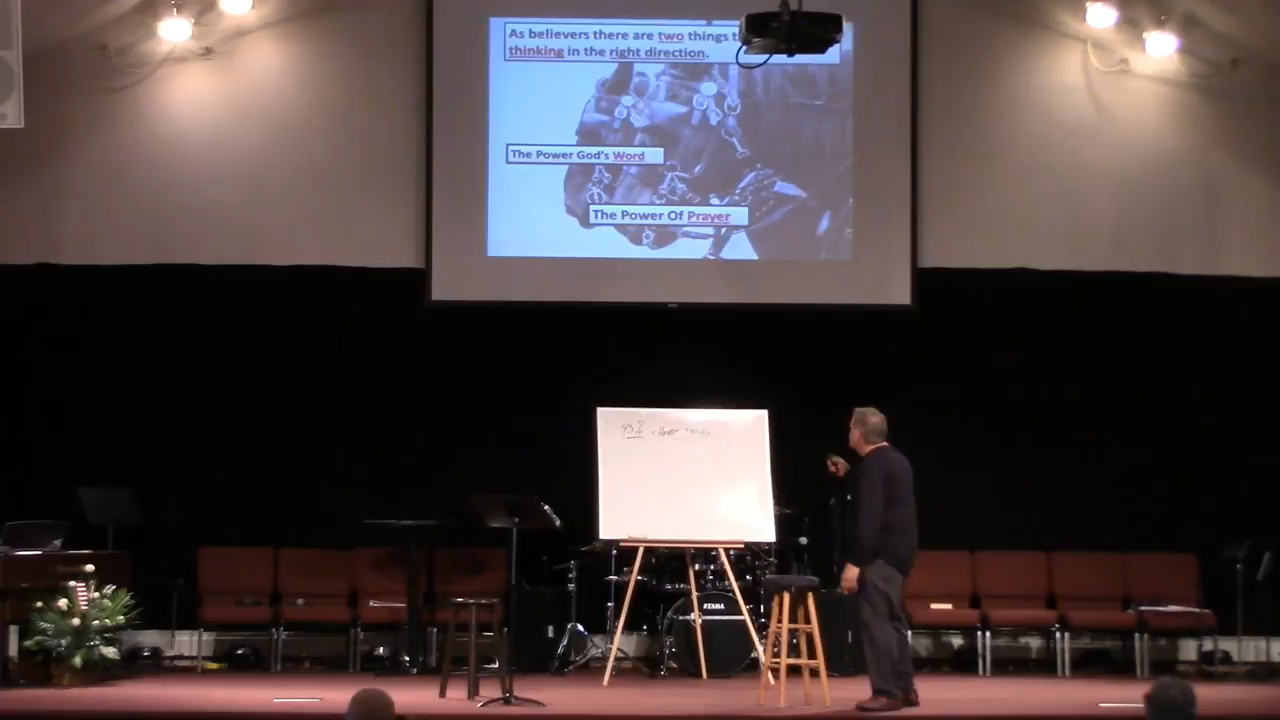 As believers there are two things
thinking in the right direction.
The Power God's Word
The Power Of Prayer
45%
TAMA